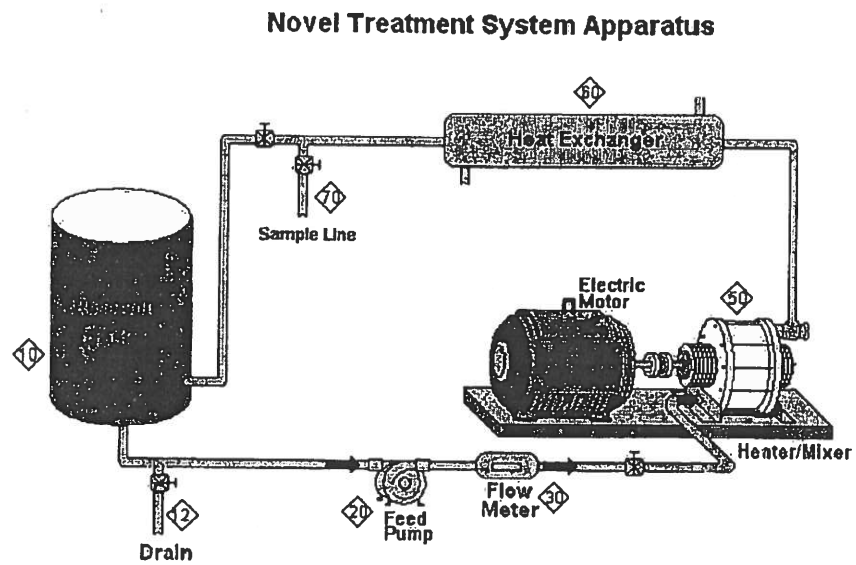 Novel Treatment System Apparatus
60
Heat Exchanger
70
Sample Line
Electric
Motor
50
10
Heater/Mixer
20
Feed
Pump
Flow
Meter
30
12
Drain